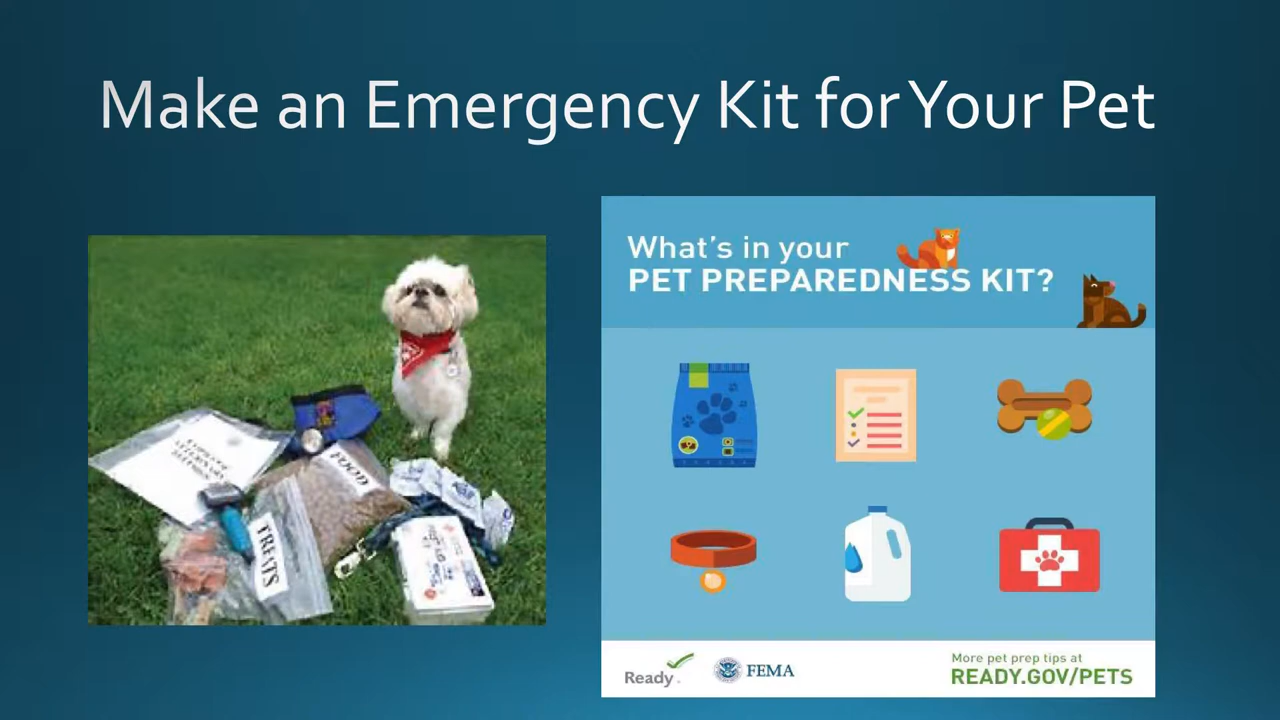 Make an Emergency Kit for Your Pet
FOOD
TREATS
What's in your
PET PREPAREDNESS KIT?
Ready
FEMA
More pet prep tips at
READY.GOV/PETS